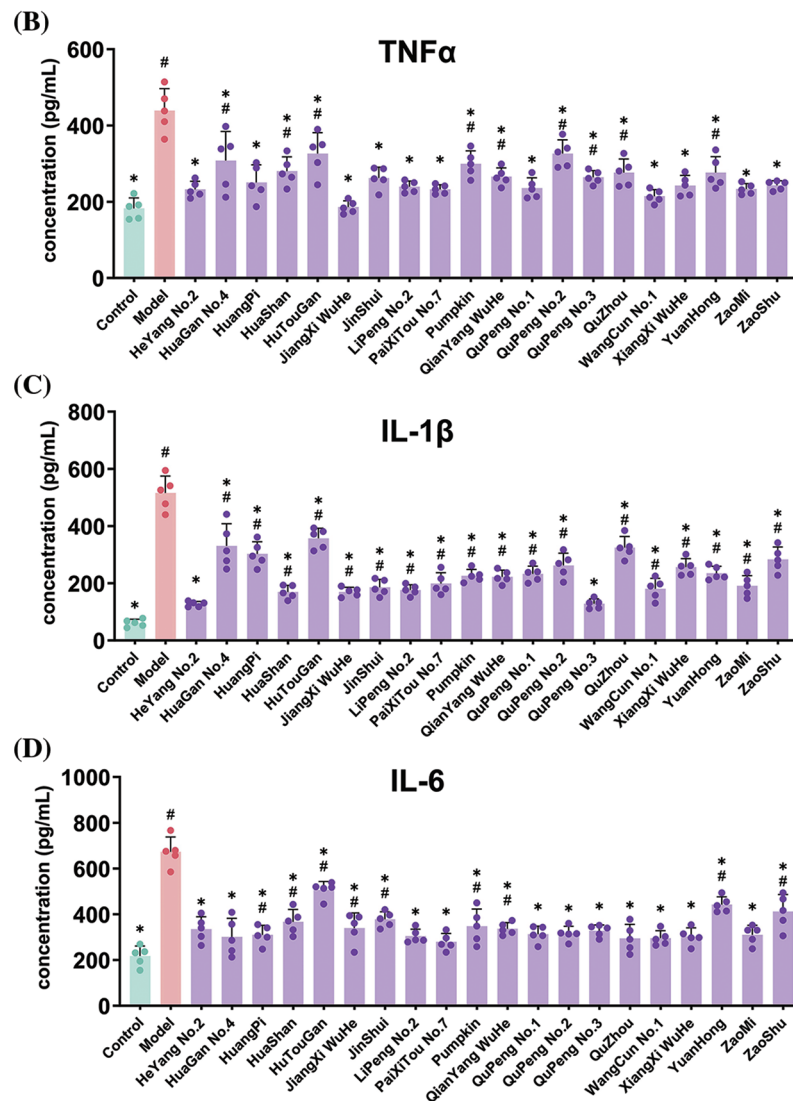 (B)
TNFα
concentration (pg/mL)
600
400
200
0
# * * # * * # * # * * * * * # * # * * # * # * # * * * # * *
Control Model HeYang No.2 HuaGan No.4 HuangPi HuaShan HuTouGan JiangXi WuHe JinShui LiPeng No.2 PaiXiTou No.7 Pumpkin QianYang WuHe QuPeng No.1 QuPeng No.2 QuPeng No.3 QuZhou WangCun No.1 XiangXi WuHe YuanHong ZaoMi ZaoShu
(C)
IL-1β
concentration (pg/mL)
800
600
400
200
0
* # * * # * # * # * # * # * # * # * # * # * # * # * # * * # * # * # * # * # * #
Control Model HeYang No.2 HuaGan No.4 HuangPi HuaShan HuTouGan JiangXi WuHe JinShui LiPeng No.2 PaiXiTou No.7 Pumpkin QianYang WuHe QuPeng No.1 QuPeng No.2 QuPeng No.3 QuZhou WangCun No.1 XiangXi WuHe YuanHong ZaoMi ZaoShu
(D)
IL-6
concentration (pg/mL)
1000
800
600
400
200
0
* # * * * # * # * # * # * # * * * # * # * * * * * * * # * * #
Control Model HeYang No.2 HuaGan No.4 HuangPi HuaShan HuTouGan JiangXi WuHe JinShui LiPeng No.2 PaiXiTou No.7 Pumpkin QianYang WuHe QuPeng No.1 QuPeng No.2 QuPeng No.3 QuZhou WangCun No.1 XiangXi WuHe YuanHong ZaoMi ZaoShu